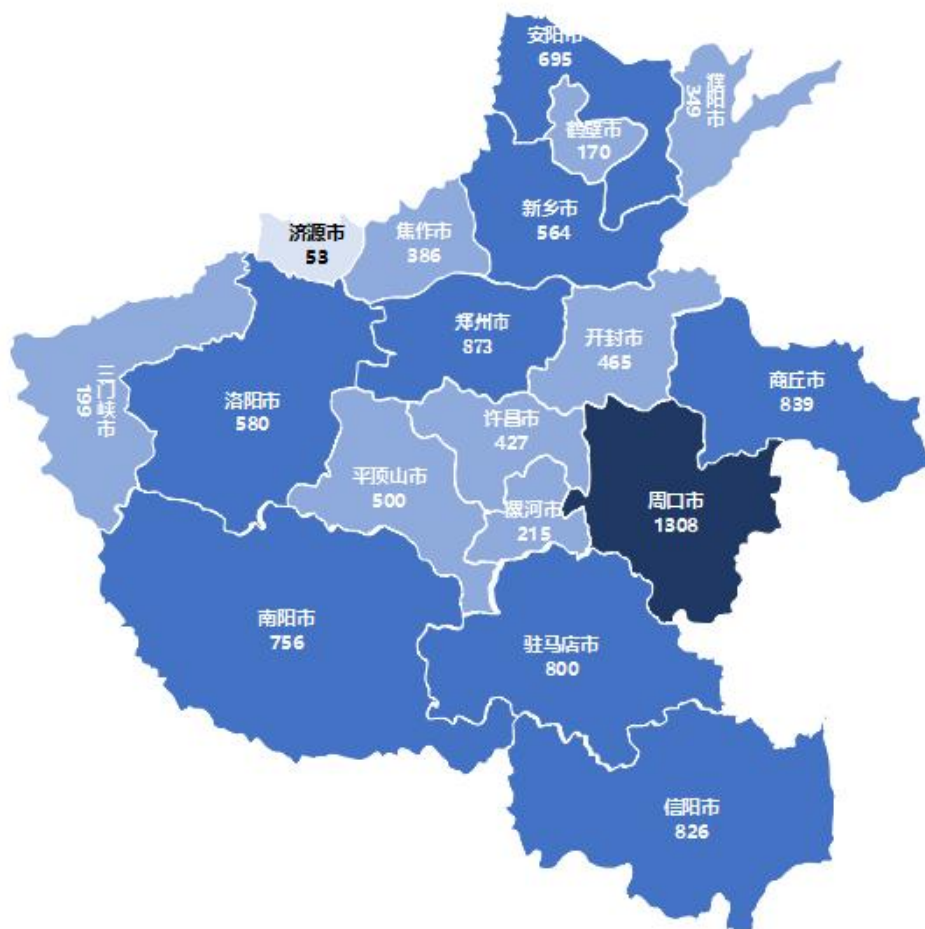 安阳市
695
濮阳市
349
鹤壁市
170
新乡市
564
济源市
53
焦作市
386
郑州市
873
开封市
465
三门峡市
199
洛阳市
580
商丘市
839
许昌市
427
平顶山市
500
漯河市
215
周口市
1308
南阳市
756
驻马店市
800
信阳市
826